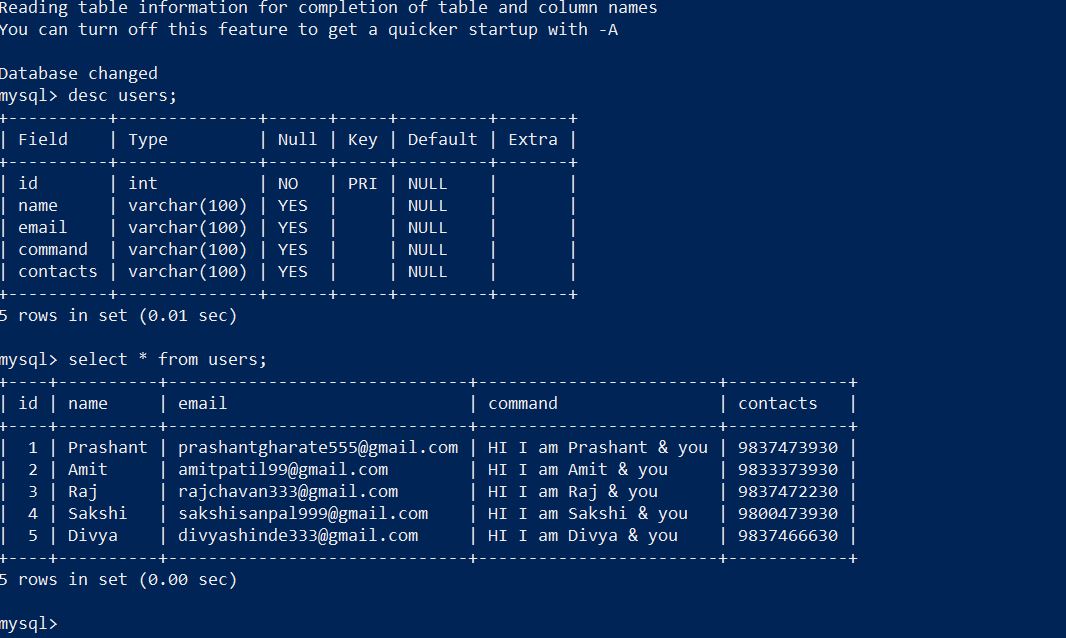 Reading table information for completion of table and column names
You can turn off this feature to get a quicker startup with -A
Database changed
mysql> desc users;
+----------+--------------+------+-----+---------+-------+
| Field    | Type         | Null | Key | Default | Extra |
+----------+--------------+------+-----+---------+-------+
| id       | int          | NO   | PRI | NULL    |       |
| name     | varchar(100) | YES  |     | NULL    |       |
| email    | varchar(100) | YES  |     | NULL    |       |
| command  | varchar(100) | YES  |     | NULL    |       |
| contacts | varchar(100) | YES  |     | NULL    |       |
+----------+--------------+------+-----+---------+-------+
5 rows in set (0.01 sec)
mysql> select * from users;
+----+----------+------------------------------+------------------------+------------+
| id | name     | email                        | command                | contacts   |
+----+----------+------------------------------+------------------------+------------+
|  1 | Prashant | prashantgharate555@gmail.com | HI I am Prashant & you | 9837473930 |
|  2 | Amit     | amitpatil99@gmail.com        | HI I am Amit & you     | 9833373930 |
|  3 | Raj      | rajchavan333@gmail.com       | HI I am Raj & you      | 9837472230 |
|  4 | Sakshi   | sakshisanpal999@gmail.com    | HI I am Sakshi & you   | 9800473930 |
|  5 | Divya    | divyashinde333@gmail.com     | HI I am Divya & you    | 9837466630 |
+----+----------+------------------------------+------------------------+------------+
5 rows in set (0.00 sec)
mysql>